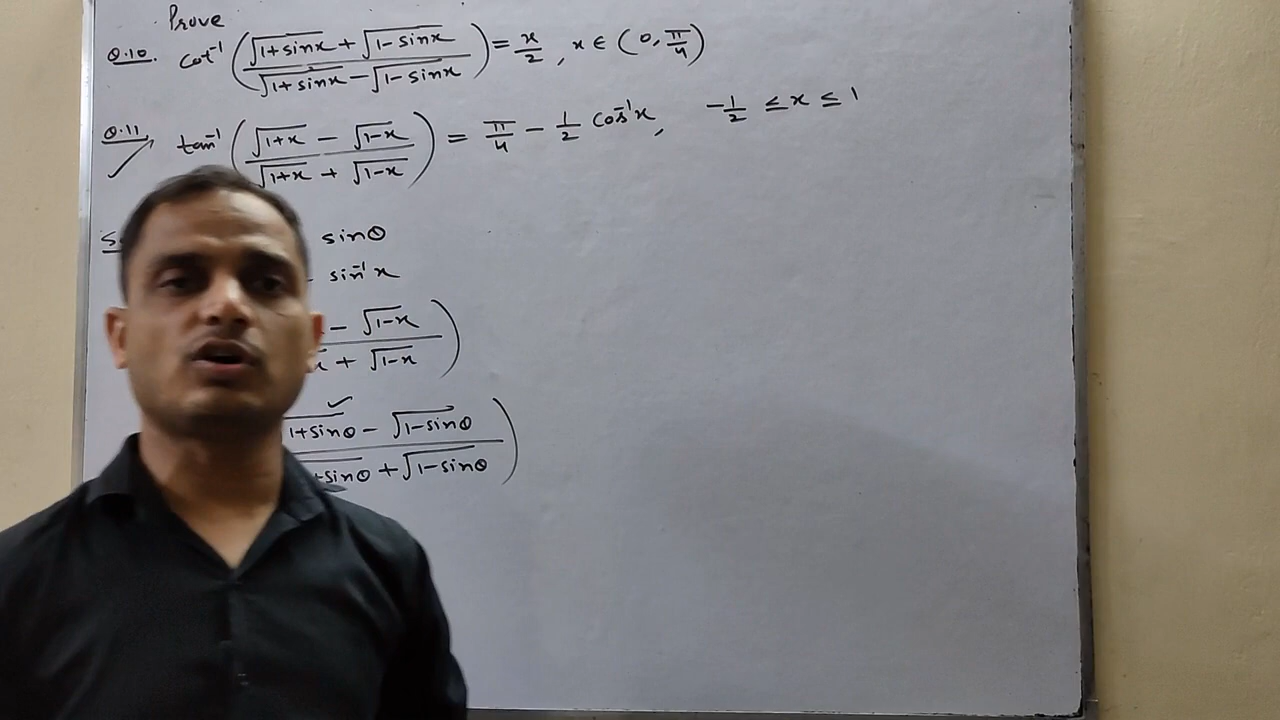 Prove
Q.10. cot⁻¹ ( (√(1+sinx) + √(1-sinx)) / (√(1+sinx) - √(1-sinx)) ) = x/2 , x ∈ (0, π/4)
Q.11. tan⁻¹ ( (√(1+x) - √(1-x)) / (√(1+x) + √(1-x)) ) = π/4 - 1/2 cos⁻¹x, -1/2 ≤ x ≤ 1
sinθ
sin⁻¹x
- √(1-x)
+ √(1-x)
1+sinθ - √(1-sinθ)
+sinθ + √(1-sinθ)